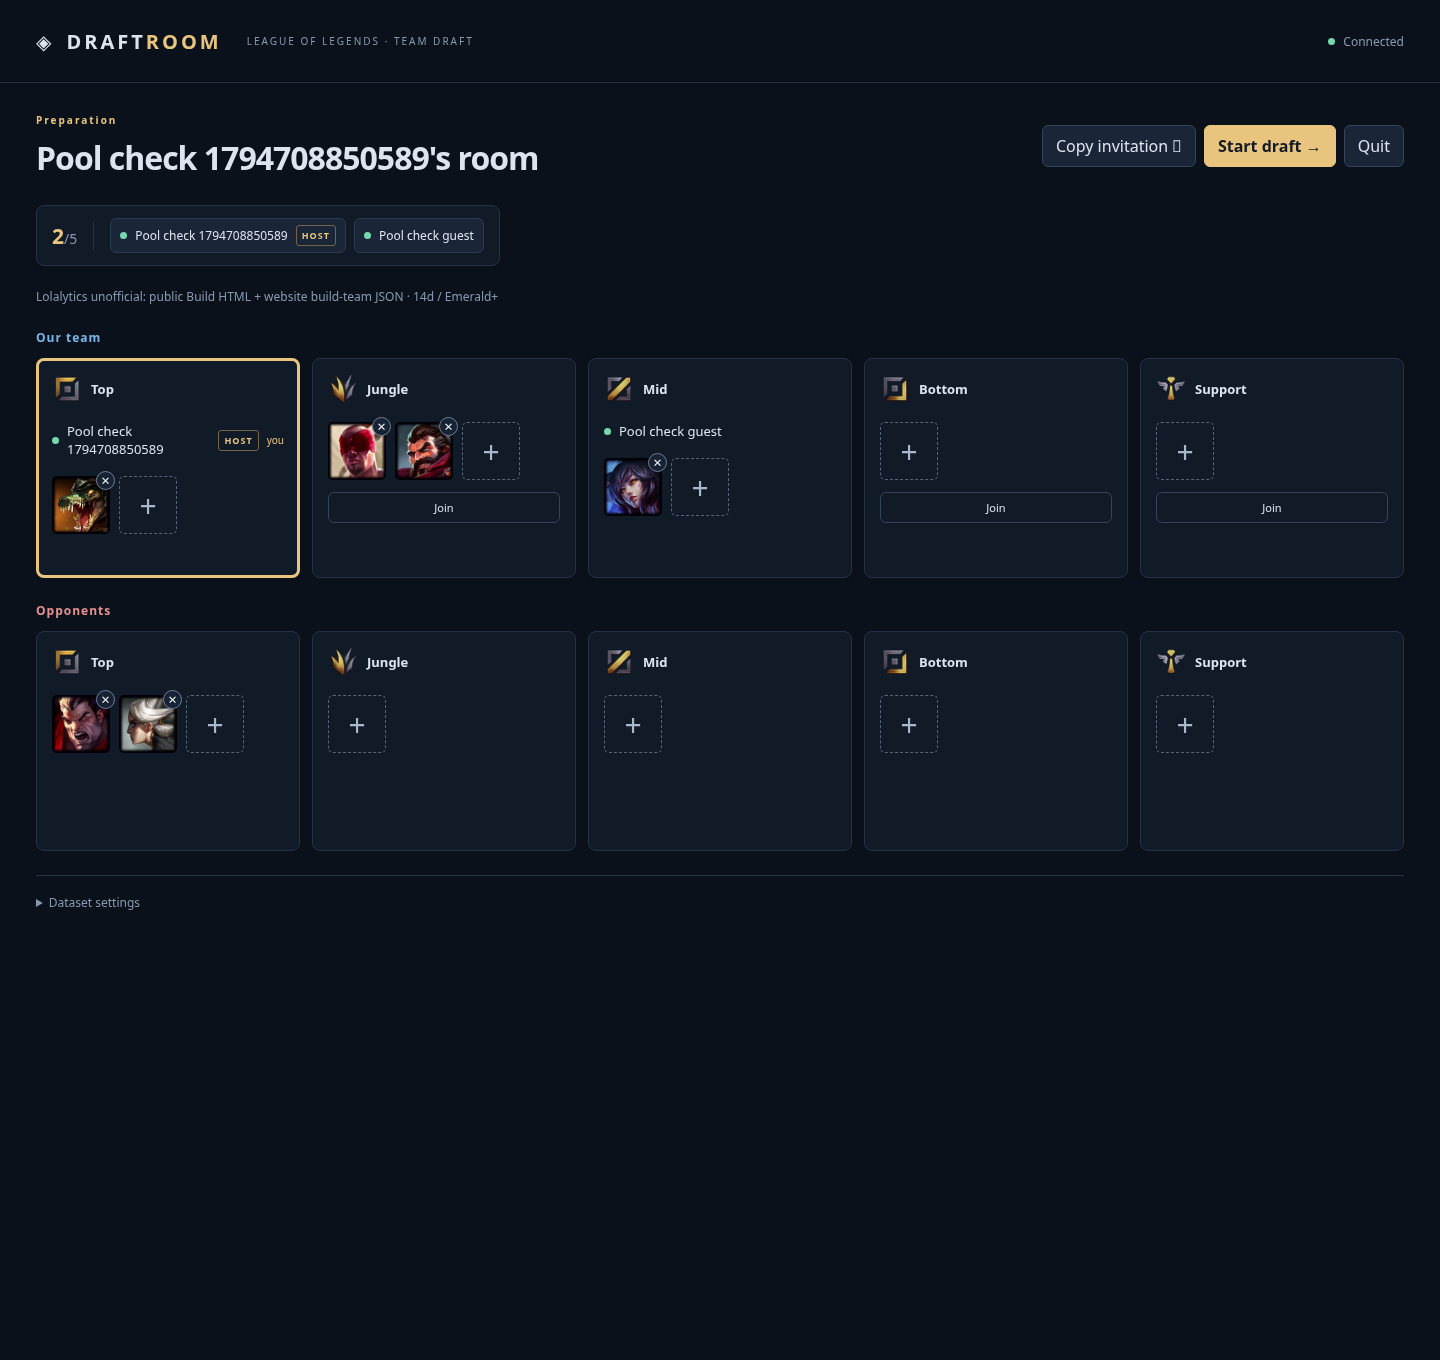 ◈ DRAFTROOM LEAGUE OF LEGENDS · TEAM DRAFT Connected
Preparation
Pool check 1794708850589's room
Copy invitation Start draft → Quit
2/5 Pool check 1794708850589 HOST Pool check guest
Lolalytics unofficial: public Build HTML + website build-team JSON · 14d / Emerald+
Our team
Top Jungle Mid Bottom Support
Pool check
1794708850589 HOST you
Pool check guest
Join Join Join
Opponents
Top Jungle Mid Bottom Support
Dataset settings